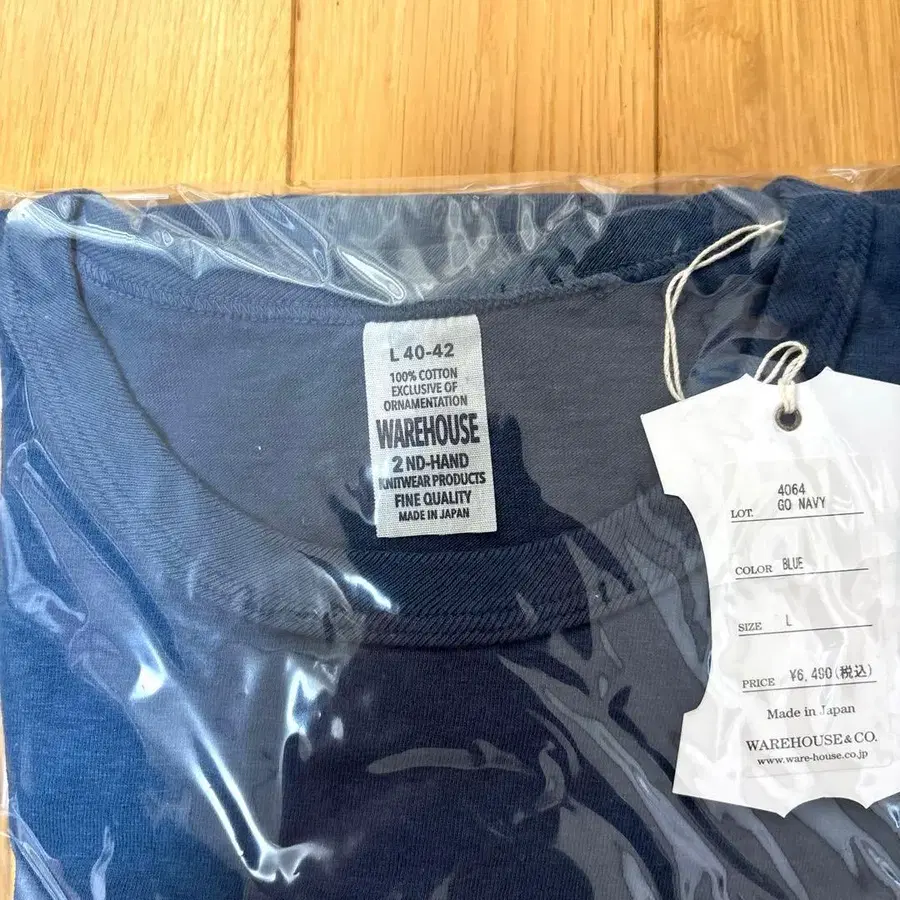 L 40-42
100% COTTON
EXCLUSIVE OF
ORNAMENTATION
WAREHOUSE
2 ND-HAND
KNITWEAR PRODUCTS
FINE QUALITY
MADE IN JAPAN
4064
LOT. GO NAVY
COLOR BLUE
SIZE L
PRICE ¥6,490(税込)
Made in Japan
WAREHOUSE&CO.
www.ware-house.co.jp